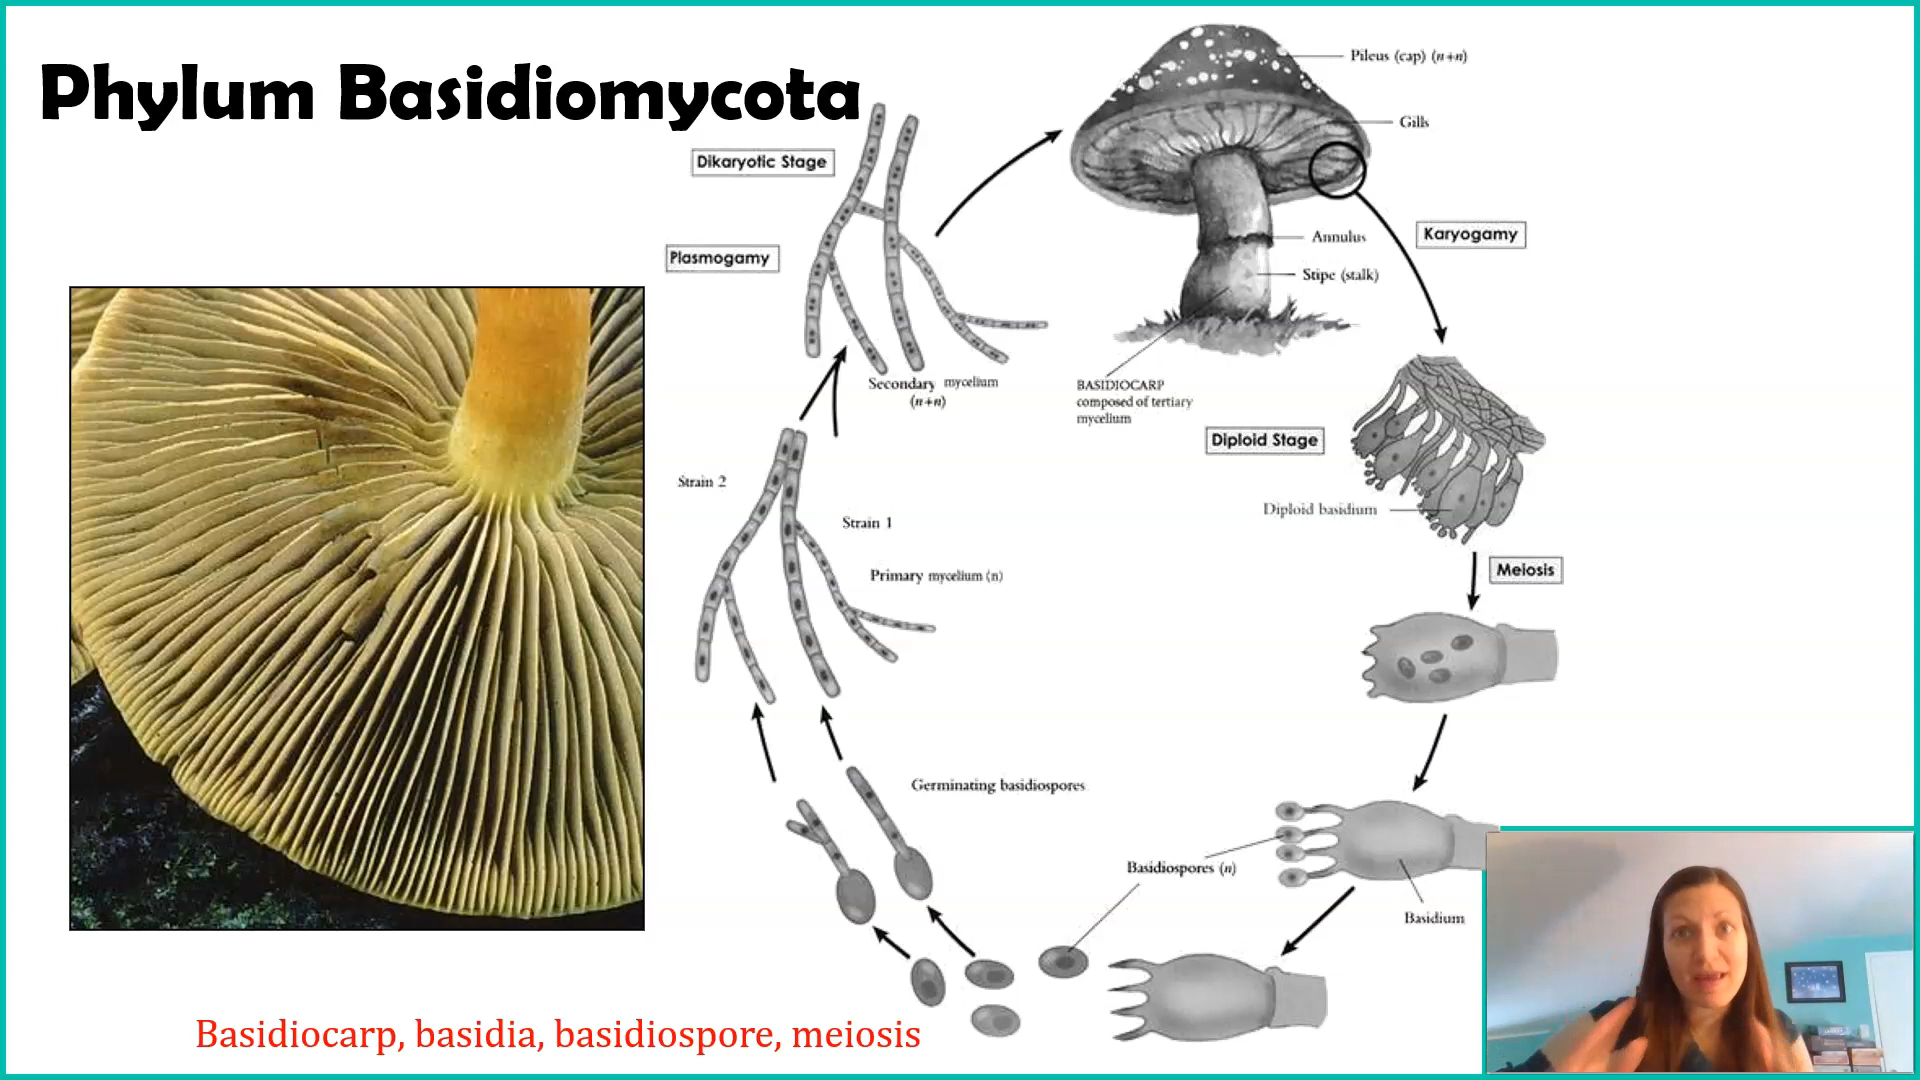 Phylum Basidiomycota
Pileus (cap) (n+n)
Gills
Dikaryotic Stage
Karyogamy
Annulus
Plasmogamy
Stipe (stalk)
Secondary mycelium
(n+n)
BASIDIOCARP
composed of tertiary
mycelium
Diploid Stage
Strain 2
Diploid basidium
Strain 1
Meiosis
Primary mycelium (n)
Germinating basidiospores
Basidiospores (n)
Basidium
Basidiocarp, basidia, basidiospore, meiosis